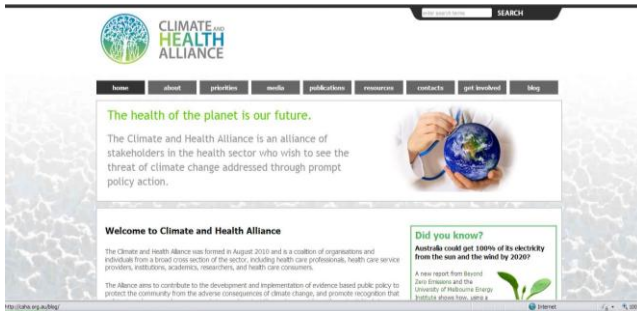 CLIMATE AND
HEALTH
ALLIANCE
enter search terms SEARCH
home about priorities media publications resources contacts get involved blog
The health of the planet is our future.
The Climate and Health Alliance is an alliance of
stakeholders in the health sector who wish to see the
threat of climate change addressed through prompt
policy action.
Welcome to Climate and Health Alliance
The Climate and Health Alliance was formed in August 2010 and is a coalition of organisations and
individuals from a broad cross section of the sector, including health care professionals, health care service
providers, institutions, academics, researchers, and health care consumers.
The Alliance aims to contribute to the development and implementation of evidence based public policy to
protect the community from the adverse consequences of climate change, and promote recognition that
Did you know?
Australia could get 100% of its electricity
from the sun and the wind by 2020?
A new report from Beyond
Zero Emissions and the
University of Melbourne Energy
Institute shows how, using a
http://caha.org.au/blog/ Internet